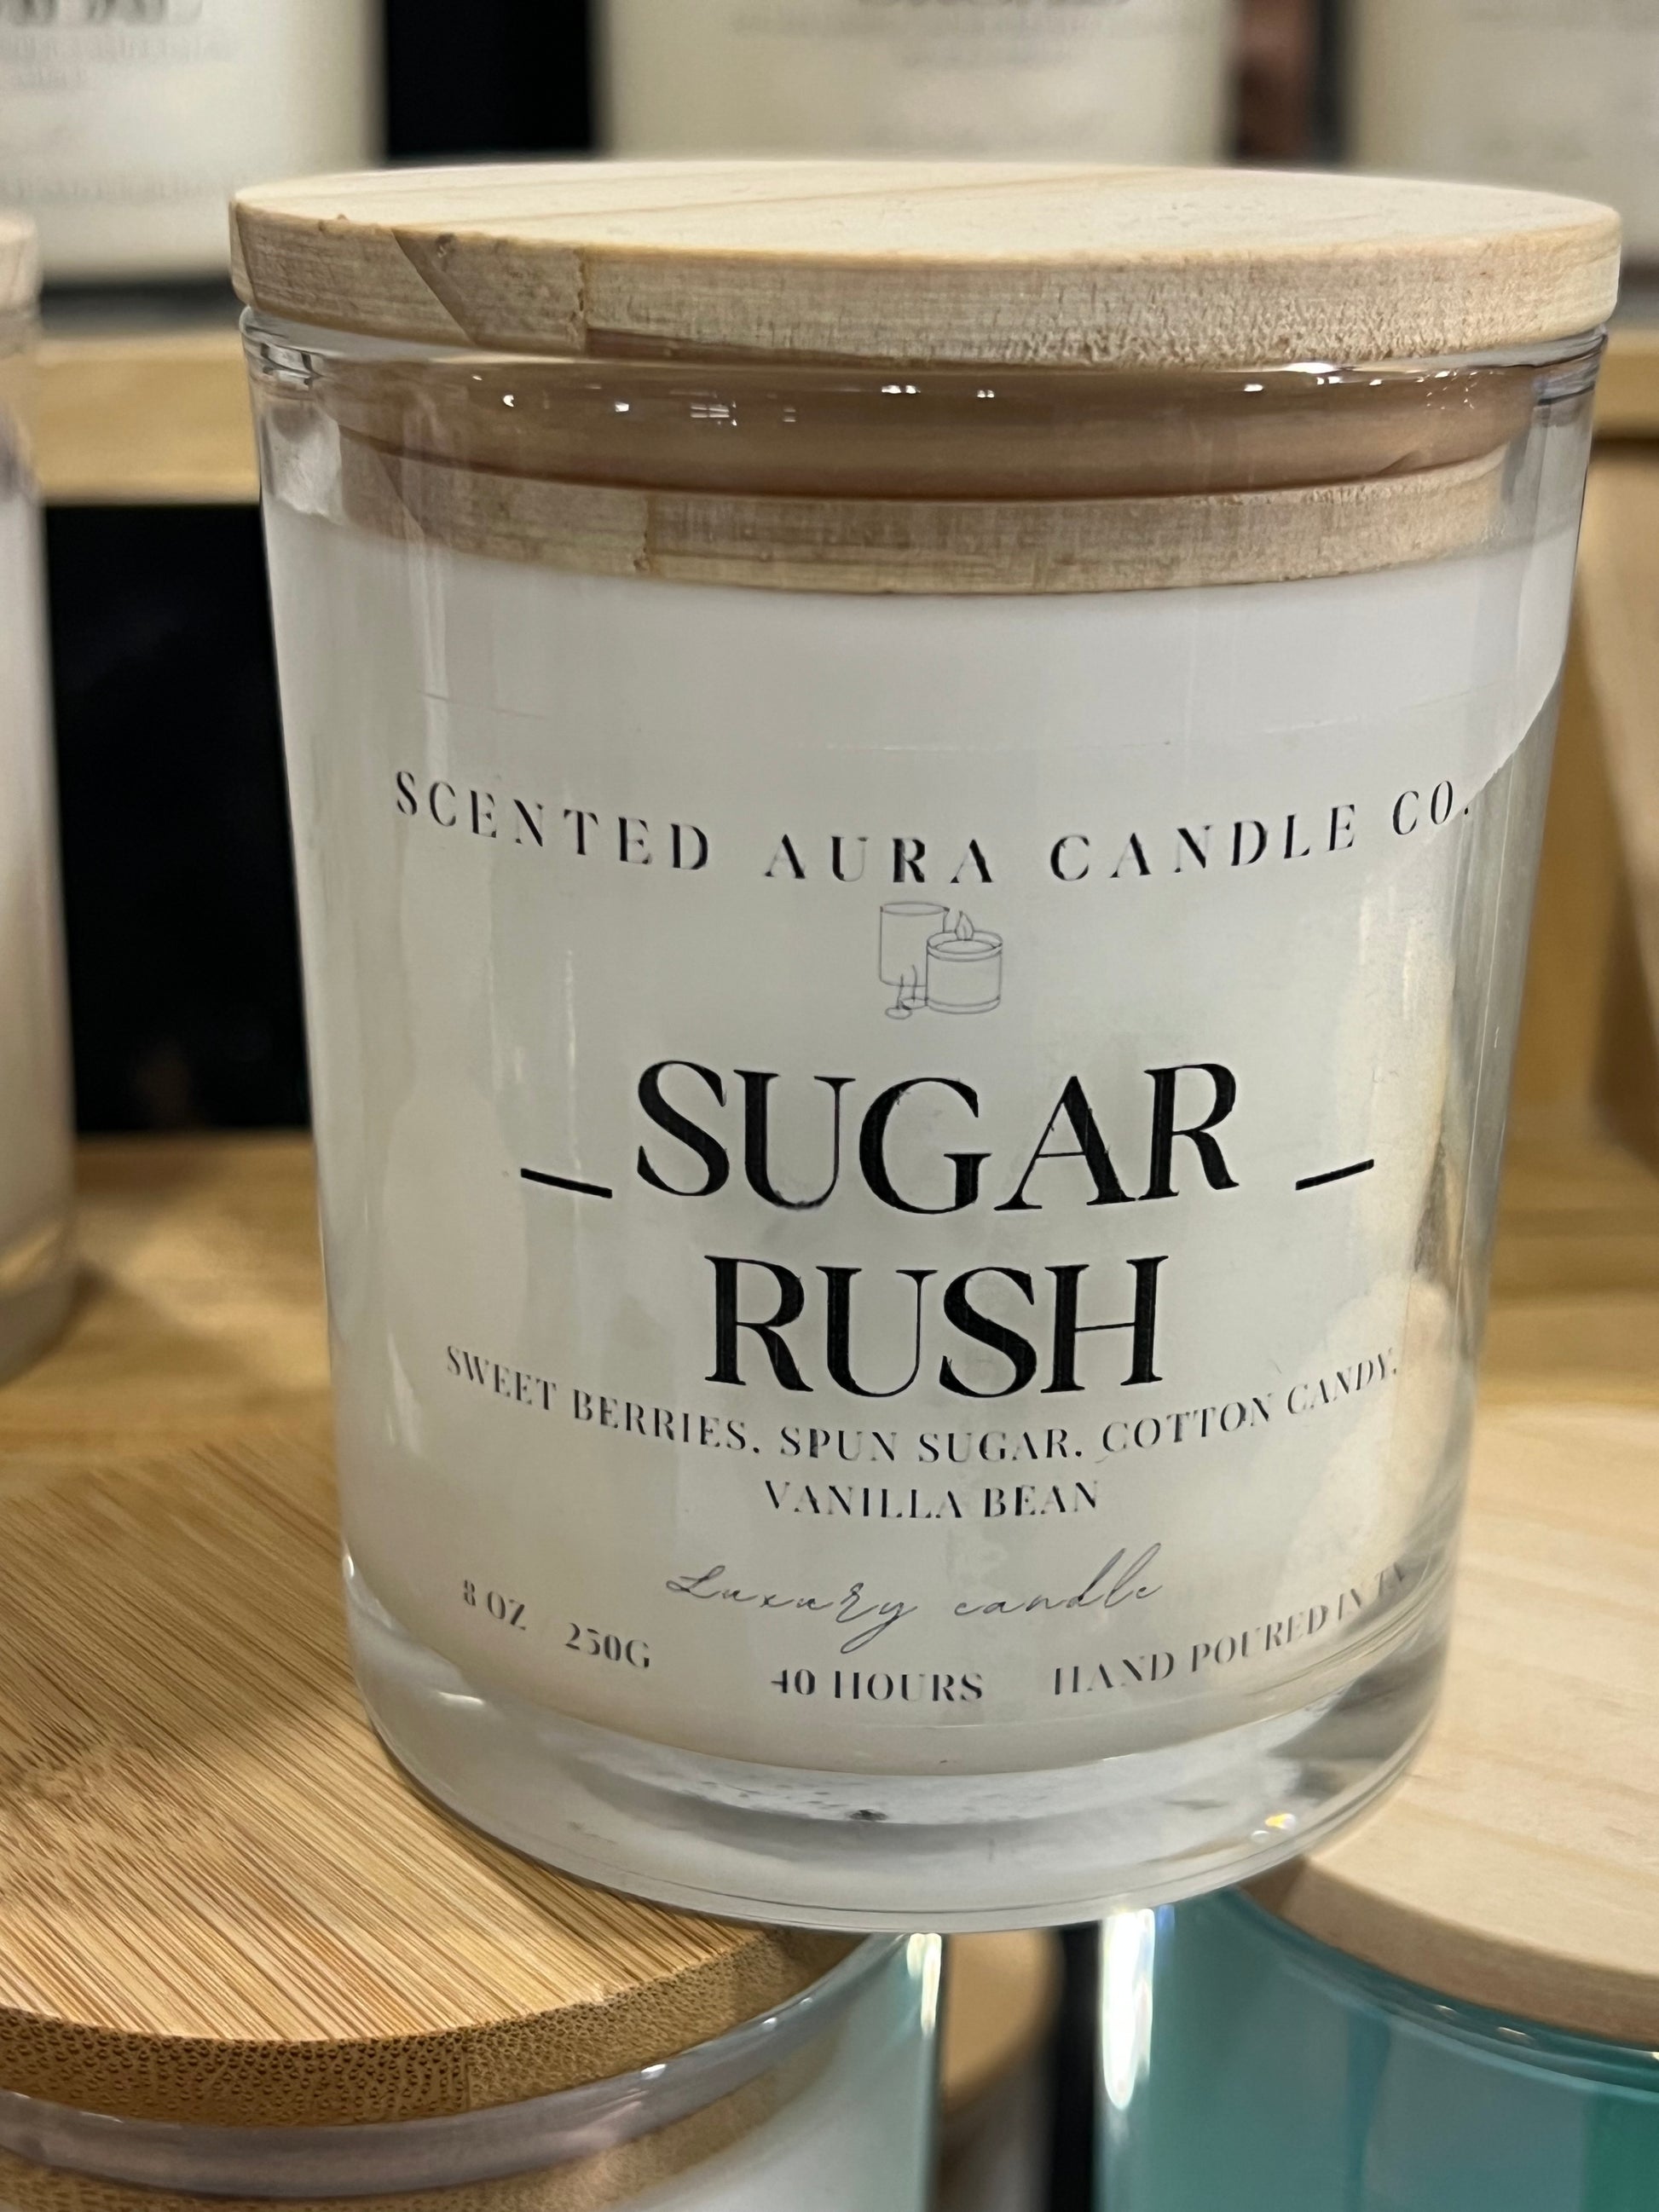 SCENTED AURA CANDLE CO.
SUGAR
RUSH
SWEET BERRIES, SPUN SUGAR, COTTON CANDY,
VANILLA BEAN
Luxury candle
8 OZ 250G 40 HOURS HAND POURED IN TX